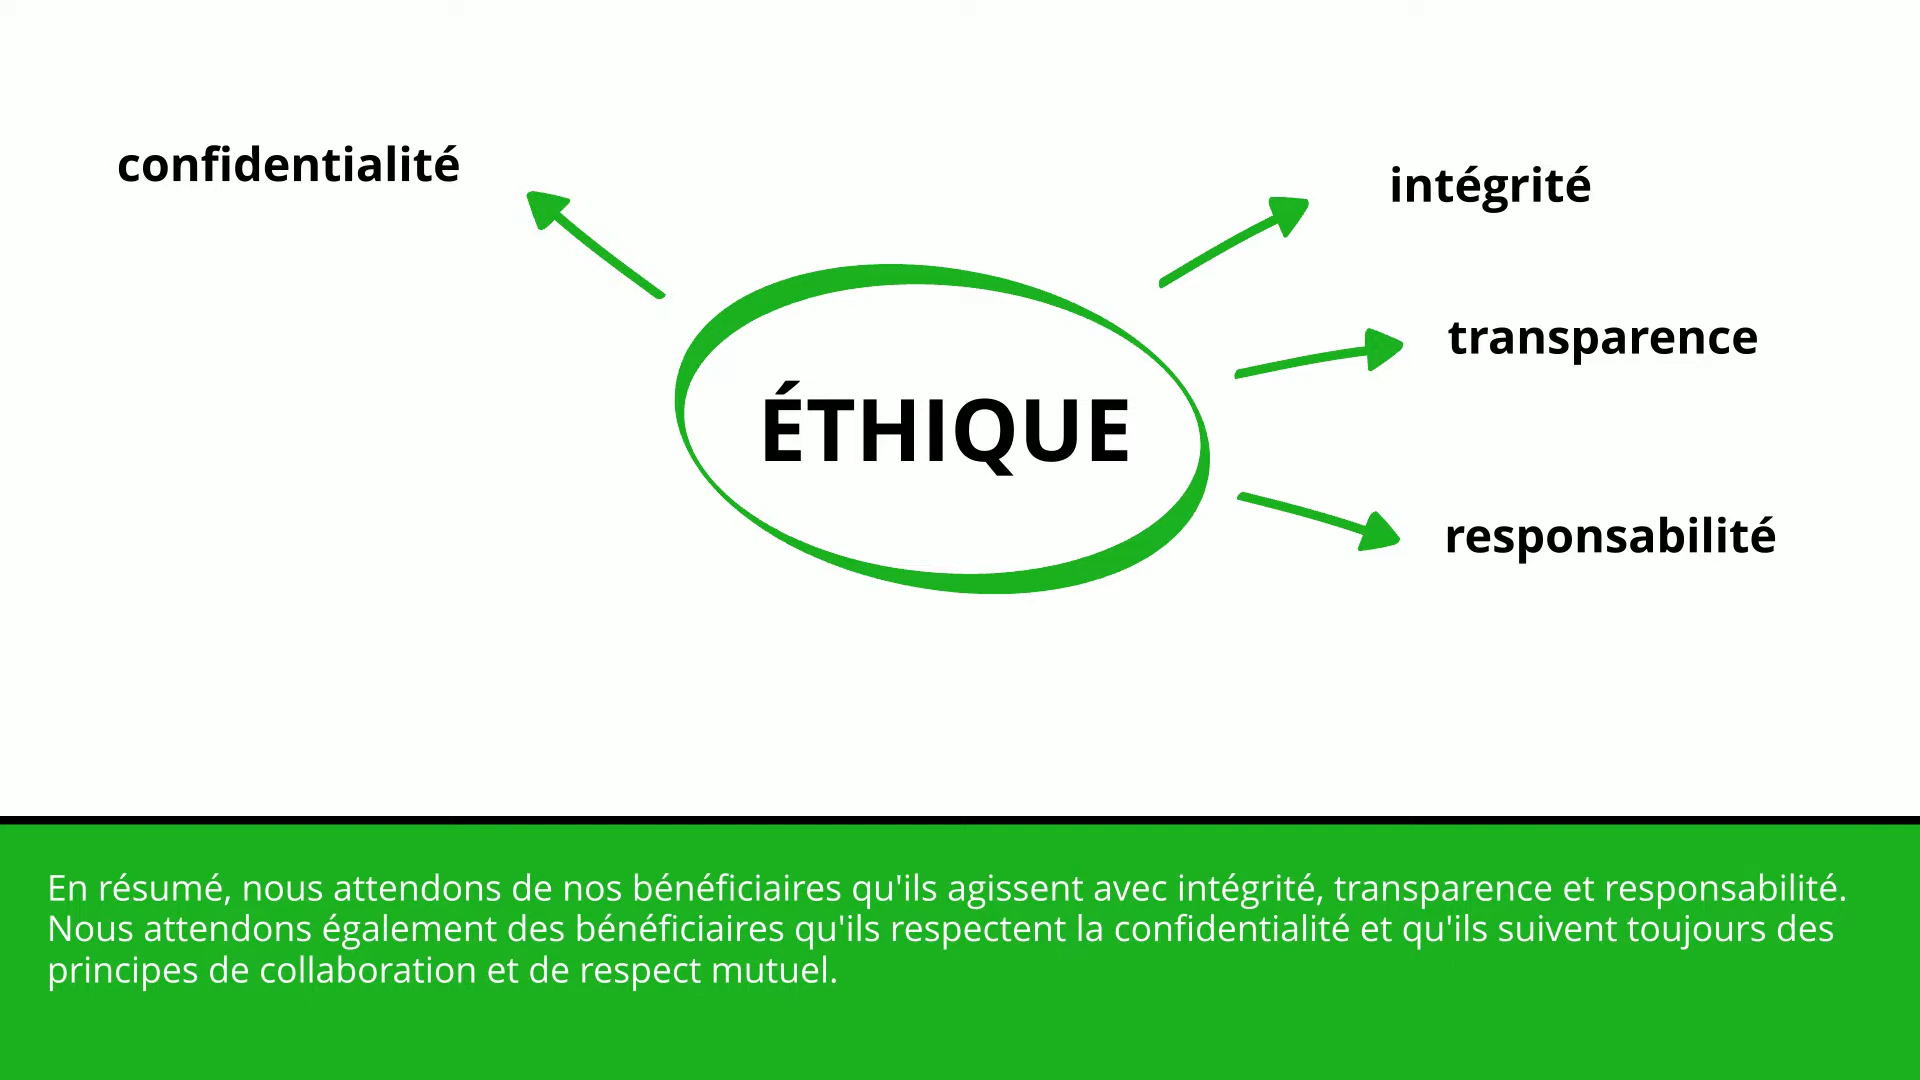 confidentialité
intégrité
transparence
ÉTHIQUE
responsabilité
En résumé, nous attendons de nos bénéficiaires qu'ils agissent avec intégrité, transparence et responsabilité.
Nous attendons également des bénéficiaires qu'ils respectent la confidentialité et qu'ils suivent toujours des
principes de collaboration et de respect mutuel.